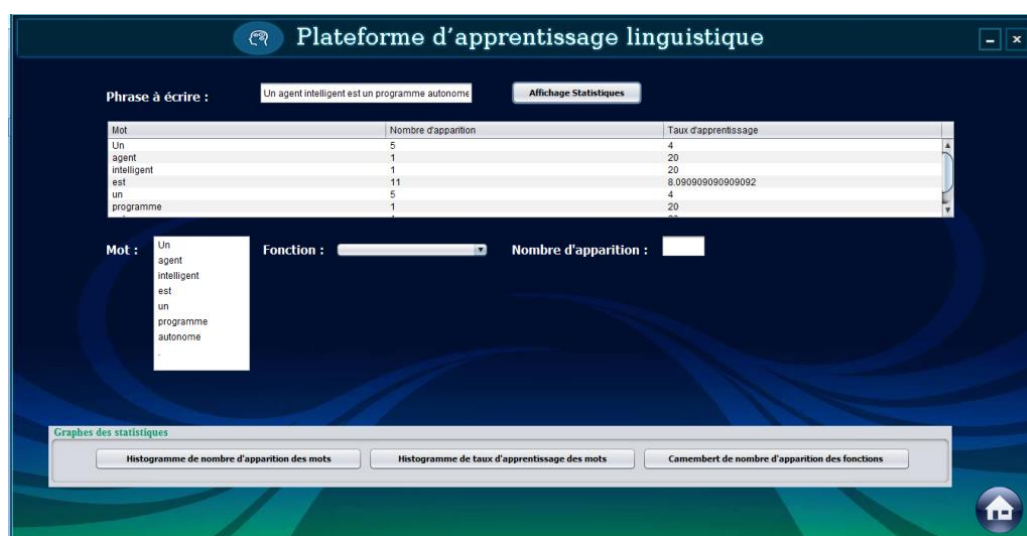 Plateforme d'apprentissage linguistique
Phrase à écrire :
Un agent intelligent est un programme autonome
Affichage Statistiques
Mot Nombre d'apparition Taux d'apprentissage
Un 5 4
agent 1 20
intelligent 1 20
est 11 8.090909090909092
un 5 4
programme 1 20
Mot :
Un
agent
intelligent
est
un
programme
autonome
.
Fonction :
Nombre d'apparition :
Graphes des statistiques
Histogramme de nombre d'apparition des mots
Histogramme de taux d'apprentissage des mots
Camembert de nombre d'apparition des fonctions